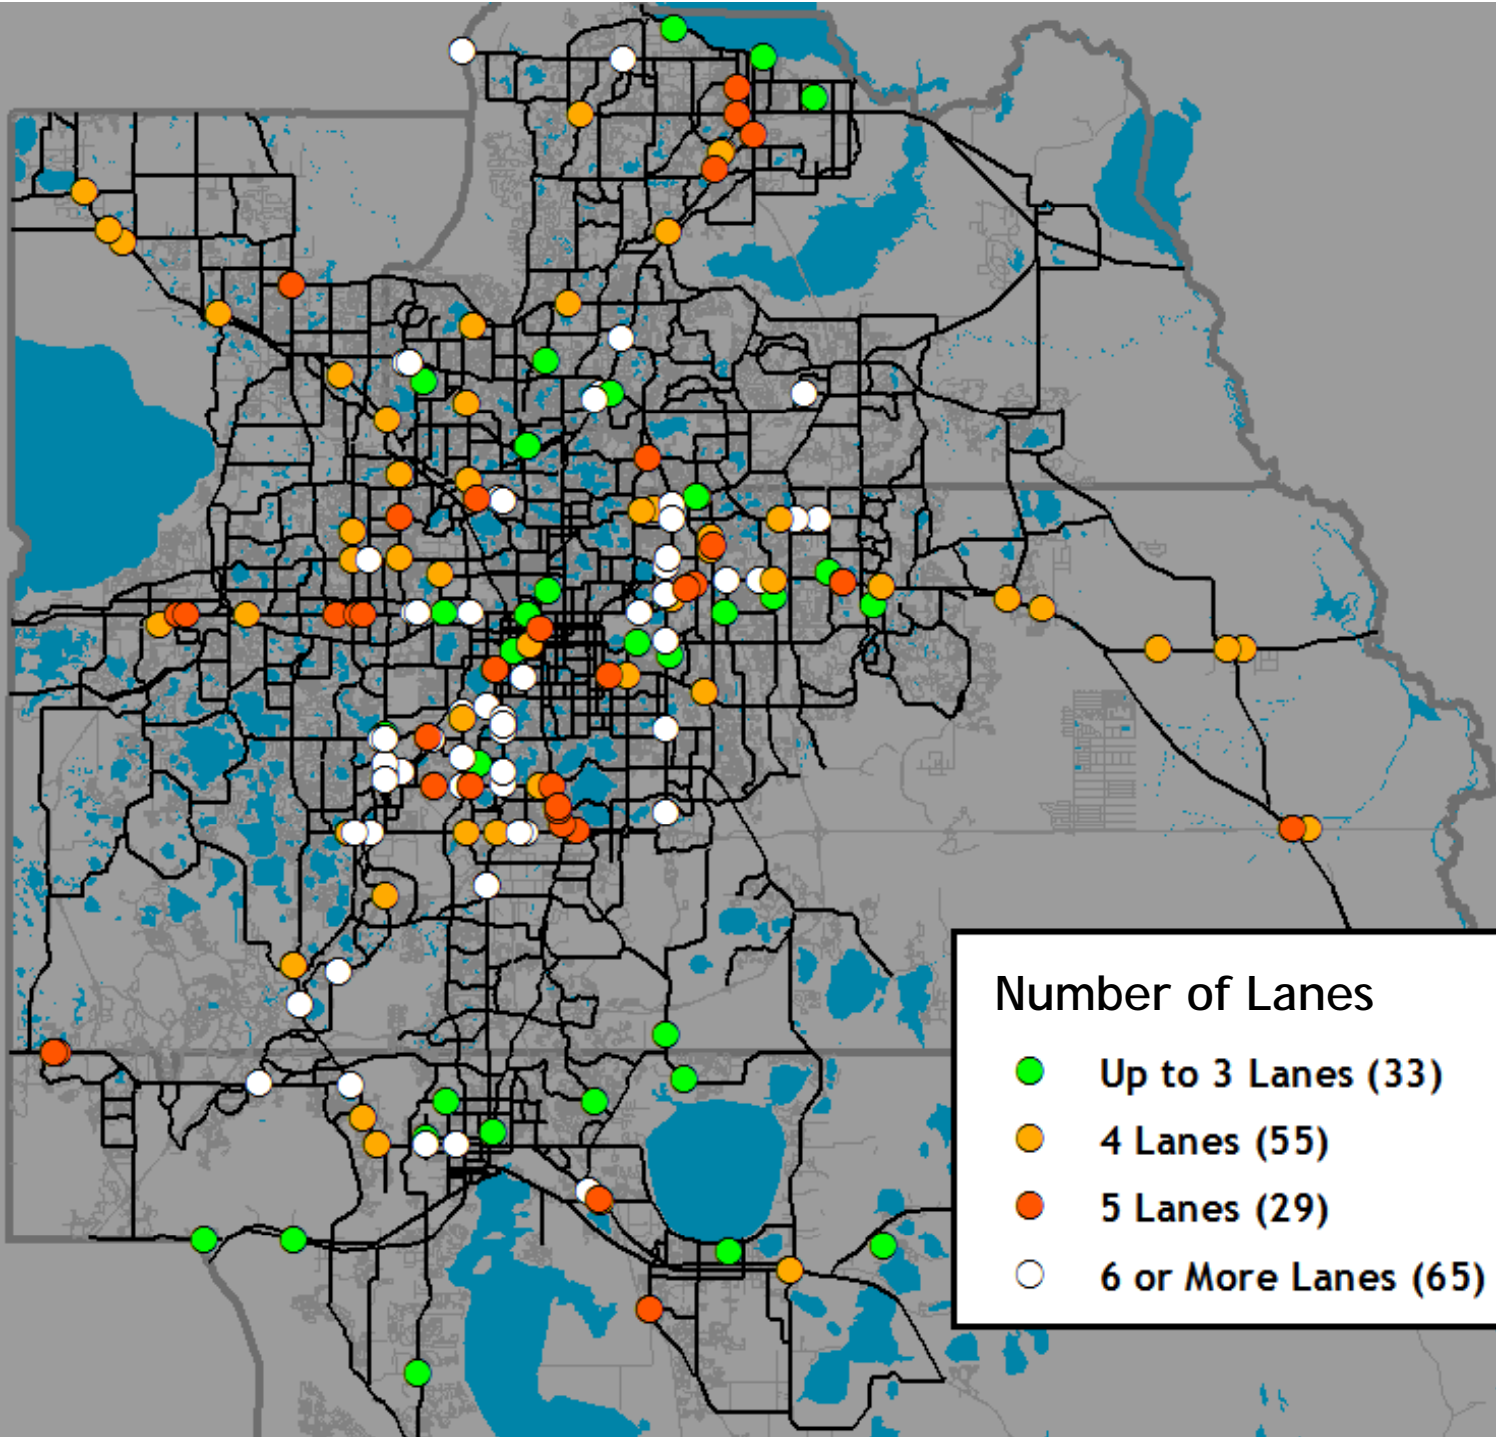 Number of Lanes
Up to 3 Lanes (33)
4 Lanes (55)
5 Lanes (29)
6 or More Lanes (65)